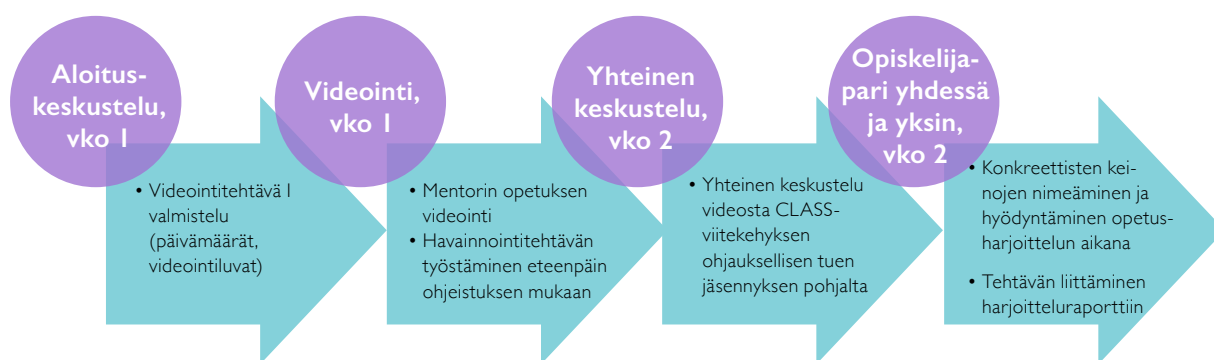 Aloitus-
keskustelu,
vko 1
• Videointitehtävä I
valmistelu
(päivämäärät,
videointiluvat)
Videointi,
vko 1
• Mentorin opetuksen
videointi
• Havainnointitehtävän
työstäminen eteenpäin
ohjeistuksen mukaan
Yhteinen
keskustelu,
vko 2
• Yhteinen keskustelu
videosta CLASS-
viitekehyksen
ohjauksellisen tuen
jäsennyksen pohjalta
Opiskelija-
pari yhdessä
ja yksin,
vko 2
• Konkreettisten kei-
nojen nimeäminen ja
hyödyntäminen opetus-
harjoittelun aikana
• Tehtävän liittäminen
harjoitteluraporttiin